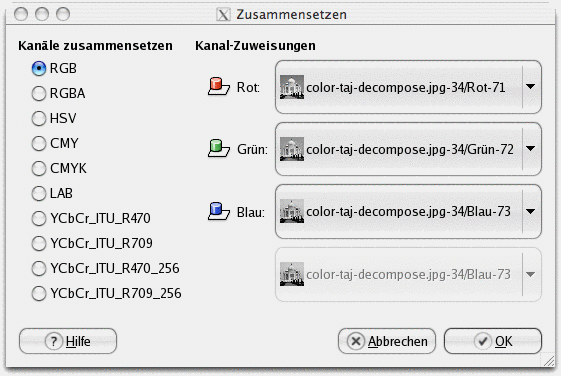 Zusammensetzen
Kanäle zusammensetzen
RGB
RGBA
HSV
CMY
CMYK
LAB
YCbCr_ITU_R470
YCbCr_ITU_R709
YCbCr_ITU_R470_256
YCbCr_ITU_R709_256
Kanal-Zuweisungen
Rot: color-taj-decompose.jpg-34/Rot-71
Grün: color-taj-decompose.jpg-34/Grün-72
Blau: color-taj-decompose.jpg-34/Blau-73
color-taj-decompose.jpg-34/Blau-73
? Hilfe
Abbrechen
OK